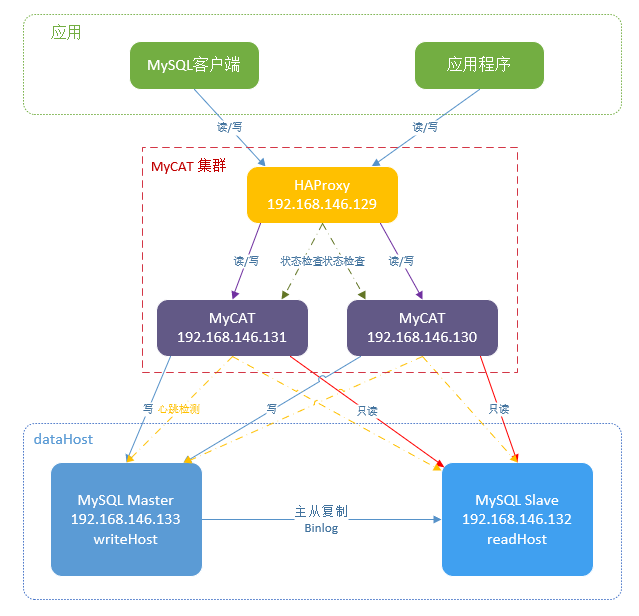 应用
MySQL客户端
应用程序
读/写
读/写
MyCAT 集群
HAProxy
192.168.146.129
读/写
状态检查
状态检查
读/写
MyCAT
192.168.146.131
MyCAT
192.168.146.130
写
心跳检测
写
只读
只读
dataHost
MySQL Master
192.168.146.133
writeHost
主从复制
Binlog
MySQL Slave
192.168.146.132
readHost